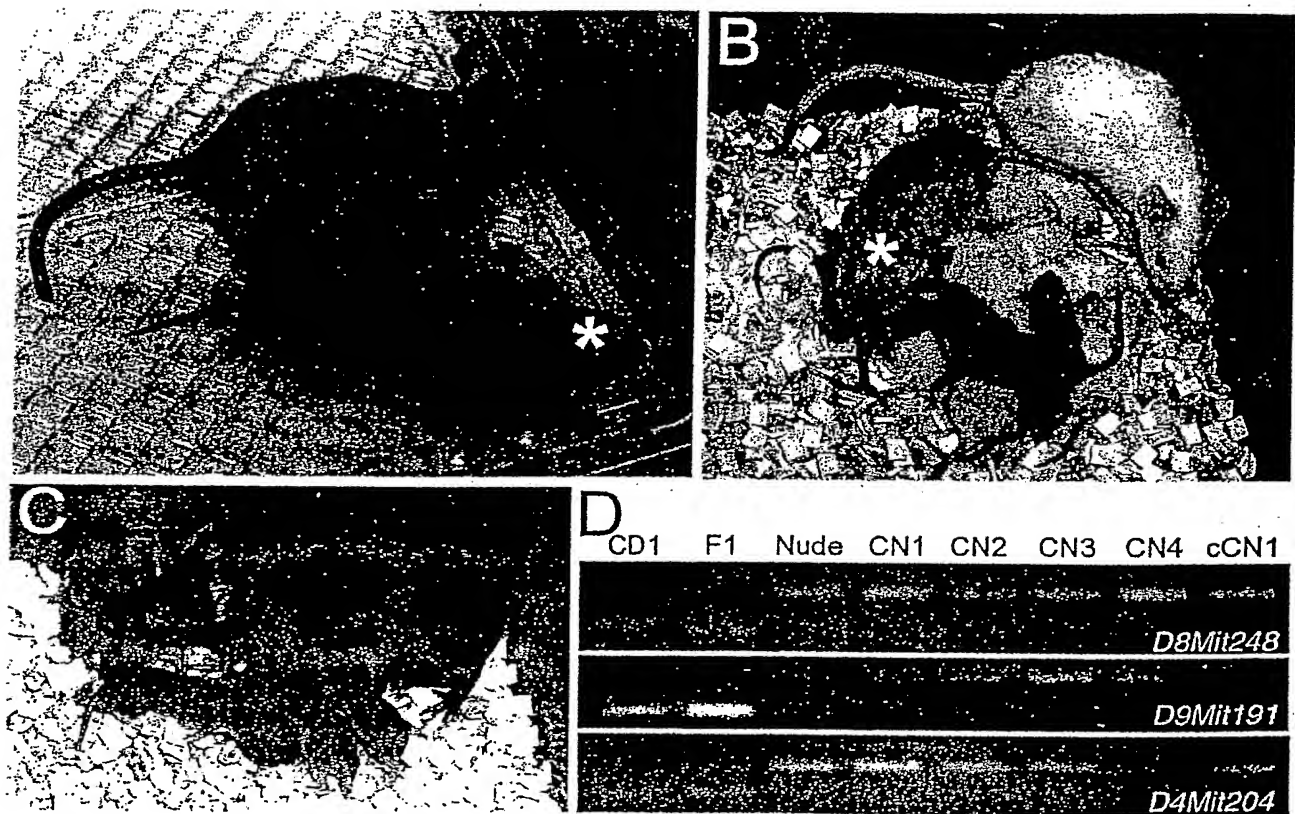 B
C
D
CD1 F1 Nude CN1 CN2 CN3 CN4 cCN1
D8Mit248
D9Mit191
D4Mit204